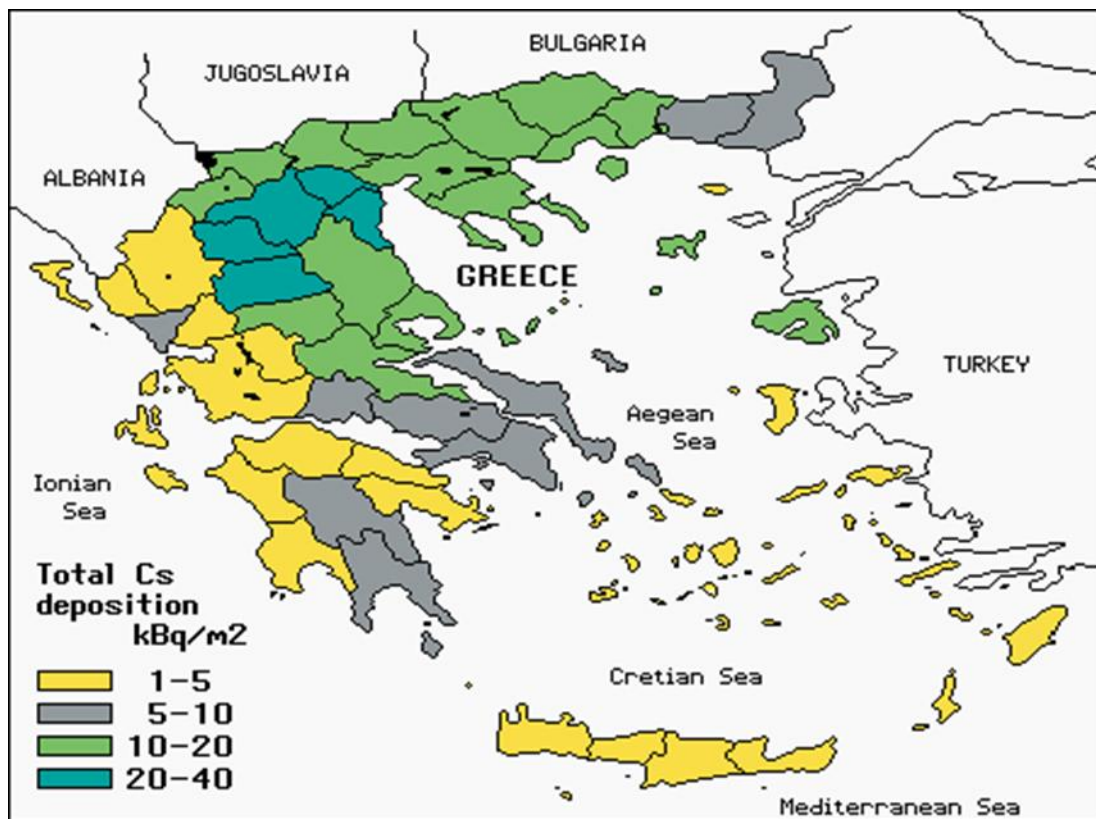 BULGARIA
JUGOSLAVIA
ALBANIA
GREECE
TURKEY
Aegean
Sea
Ionian
Sea
Total Cs
deposition
kBq/m2
1-5
5-10
10-20
20-40
Cretian Sea
Mediterranean Sea